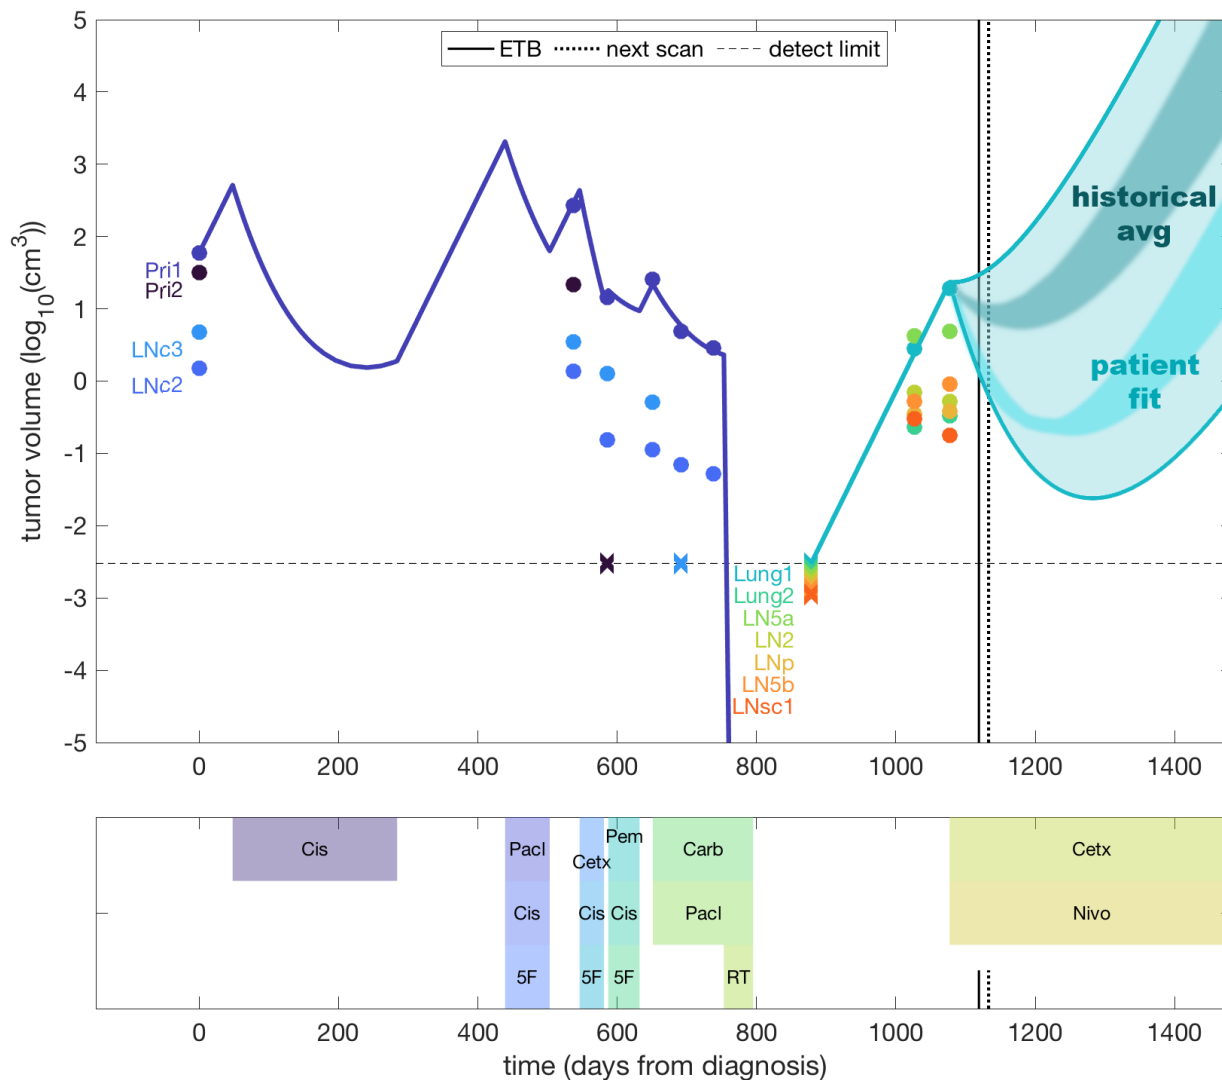 ETB next scan detect limit
5
4
3
2
1
0
-1
-2
-3
-4
-5
tumor volume (log10(cm3))
Pri1
Pri2
LNc3
LNc2
historical
avg
patient
fit
Lung1
Lung2
LN5a
LN2
LNp
LN5b
LNsc1
0 200 400 600 800 1000 1200 1400
Cis Pacl Cetx Pem Carb Cetx
Cis Cis Cis Pacl Nivo
5F 5F 5F RT
0 200 400 600 800 1000 1200 1400
time (days from diagnosis)